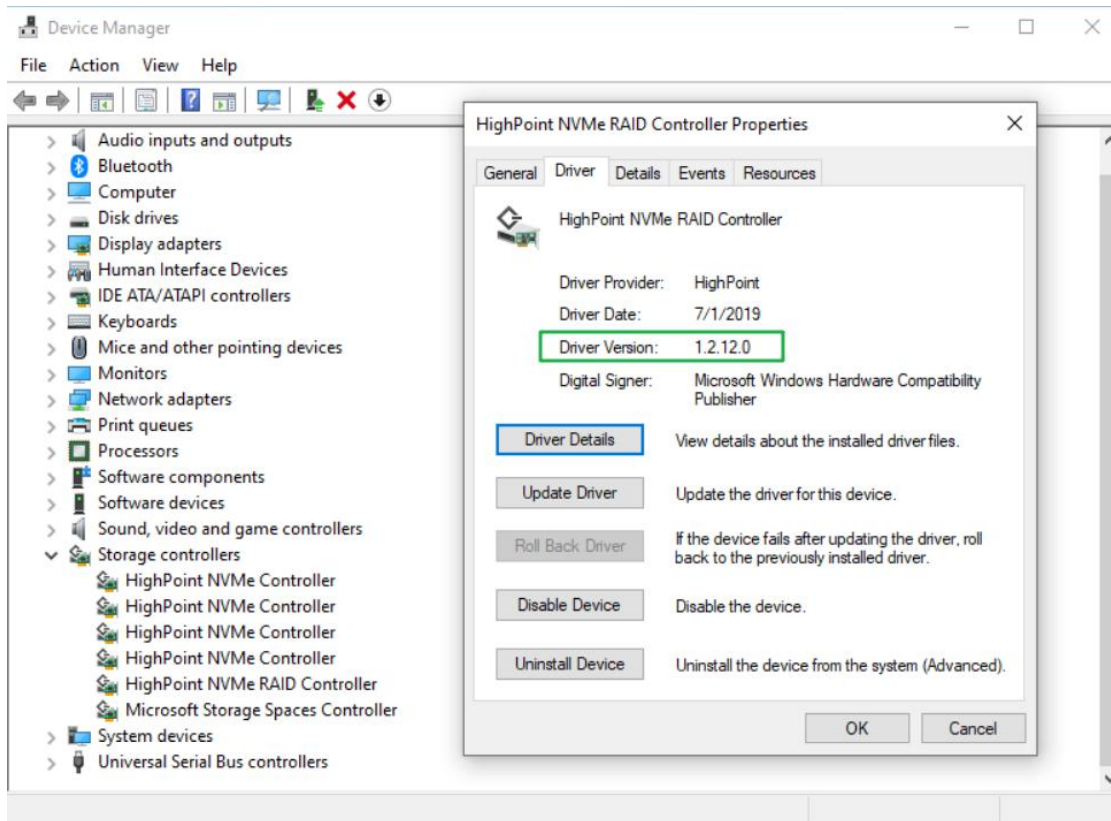 Device Manager
File Action View Help
Audio inputs and outputs
Bluetooth
Computer
Disk drives
Display adapters
Human Interface Devices
IDE ATA/ATAPI controllers
Keyboards
Mice and other pointing devices
Monitors
Network adapters
Print queues
Processors
Software components
Software devices
Sound, video and game controllers
Storage controllers
HighPoint NVMe Controller
HighPoint NVMe Controller
HighPoint NVMe Controller
HighPoint NVMe Controller
HighPoint NVMe RAID Controller
Microsoft Storage Spaces Controller
System devices
Universal Serial Bus controllers
HighPoint NVMe RAID Controller Properties
General Driver Details Events Resources
HighPoint NVMe RAID Controller
Driver Provider: HighPoint
Driver Date: 7/1/2019
Driver Version: 1.2.12.0
Digital Signer: Microsoft Windows Hardware Compatibility
Publisher
Driver Details View details about the installed driver files.
Update Driver Update the driver for this device.
Roll Back Driver If the device fails after updating the driver, roll
back to the previously installed driver.
Disable Device Disable the device.
Uninstall Device Uninstall the device from the system (Advanced).
OK Cancel